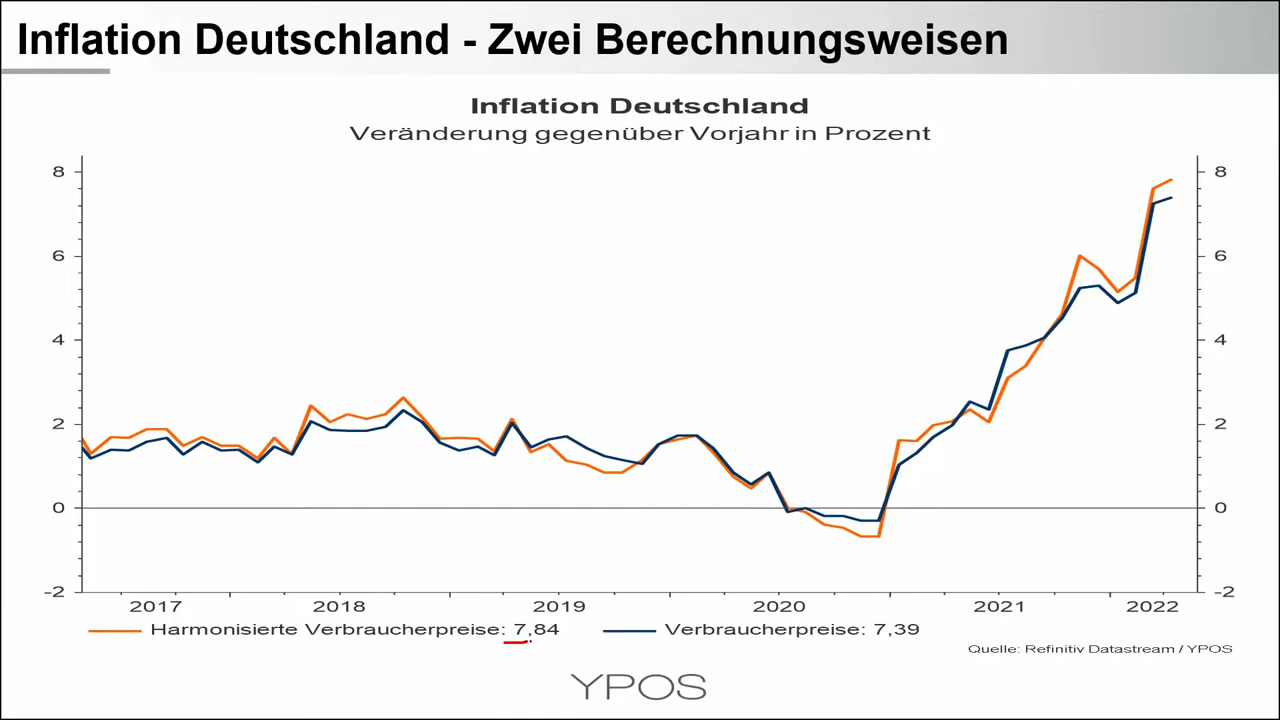 Inflation Deutschland - Zwei Berechnungsweisen
Inflation Deutschland
Veränderung gegenüber Vorjahr in Prozent
8 8
6 6
4 4
2 2
0 0
-2 -2
2017 2018 2019 2020 2021 2022
Harmonisierte Verbraucherpreise: 7,84 Verbraucherpreise: 7,39
Quelle: Refinitiv Datastream / YPOS
YPOS